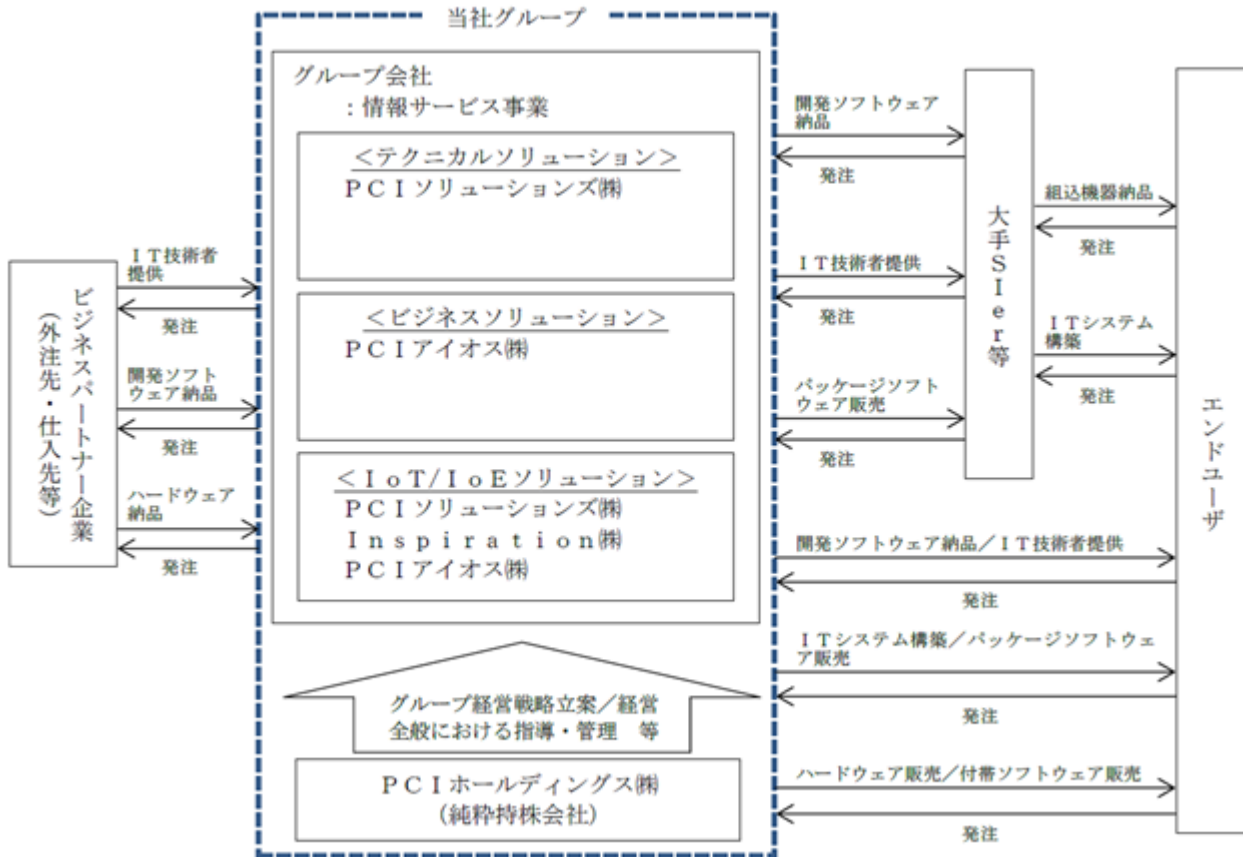 当社グループ
グループ会社
：情報サービス事業
＜テクニカルソリューション＞
ＰＣＩソリューションズ㈱
＜ビジネスソリューション＞
ＰＣＩアイオス㈱
＜ＩｏＴ/ＩｏＥソリューション＞
ＰＣＩソリューションズ㈱
Ｉｎｓｐｉｒａｔｉｏｎ㈱
ＰＣＩアイオス㈱
グループ経営戦略立案／経営
全般における指導・管理　等
ＰＣＩホールディングス㈱
（純粋持株会社）
ビジネスパートナー企業
（外注先・仕入先等）
ＩＴ技術者
提供
発注
開発ソフト
ウェア納品
発注
ハードウェア
納品
発注
開発ソフトウェア
納品
発注
ＩＴ技術者提供
発注
パッケージソフト
ウェア販売
発注
大手ＳＩｅｒ等
組込機器納品
発注
ＩＴシステム
構築
発注
開発ソフトウェア納品／ＩＴ技術者提供
発注
ＩＴシステム構築／パッケージソフトウェ
ア販売
発注
ハードウェア販売／付帯ソフトウェア販売
発注
エンドユーザ